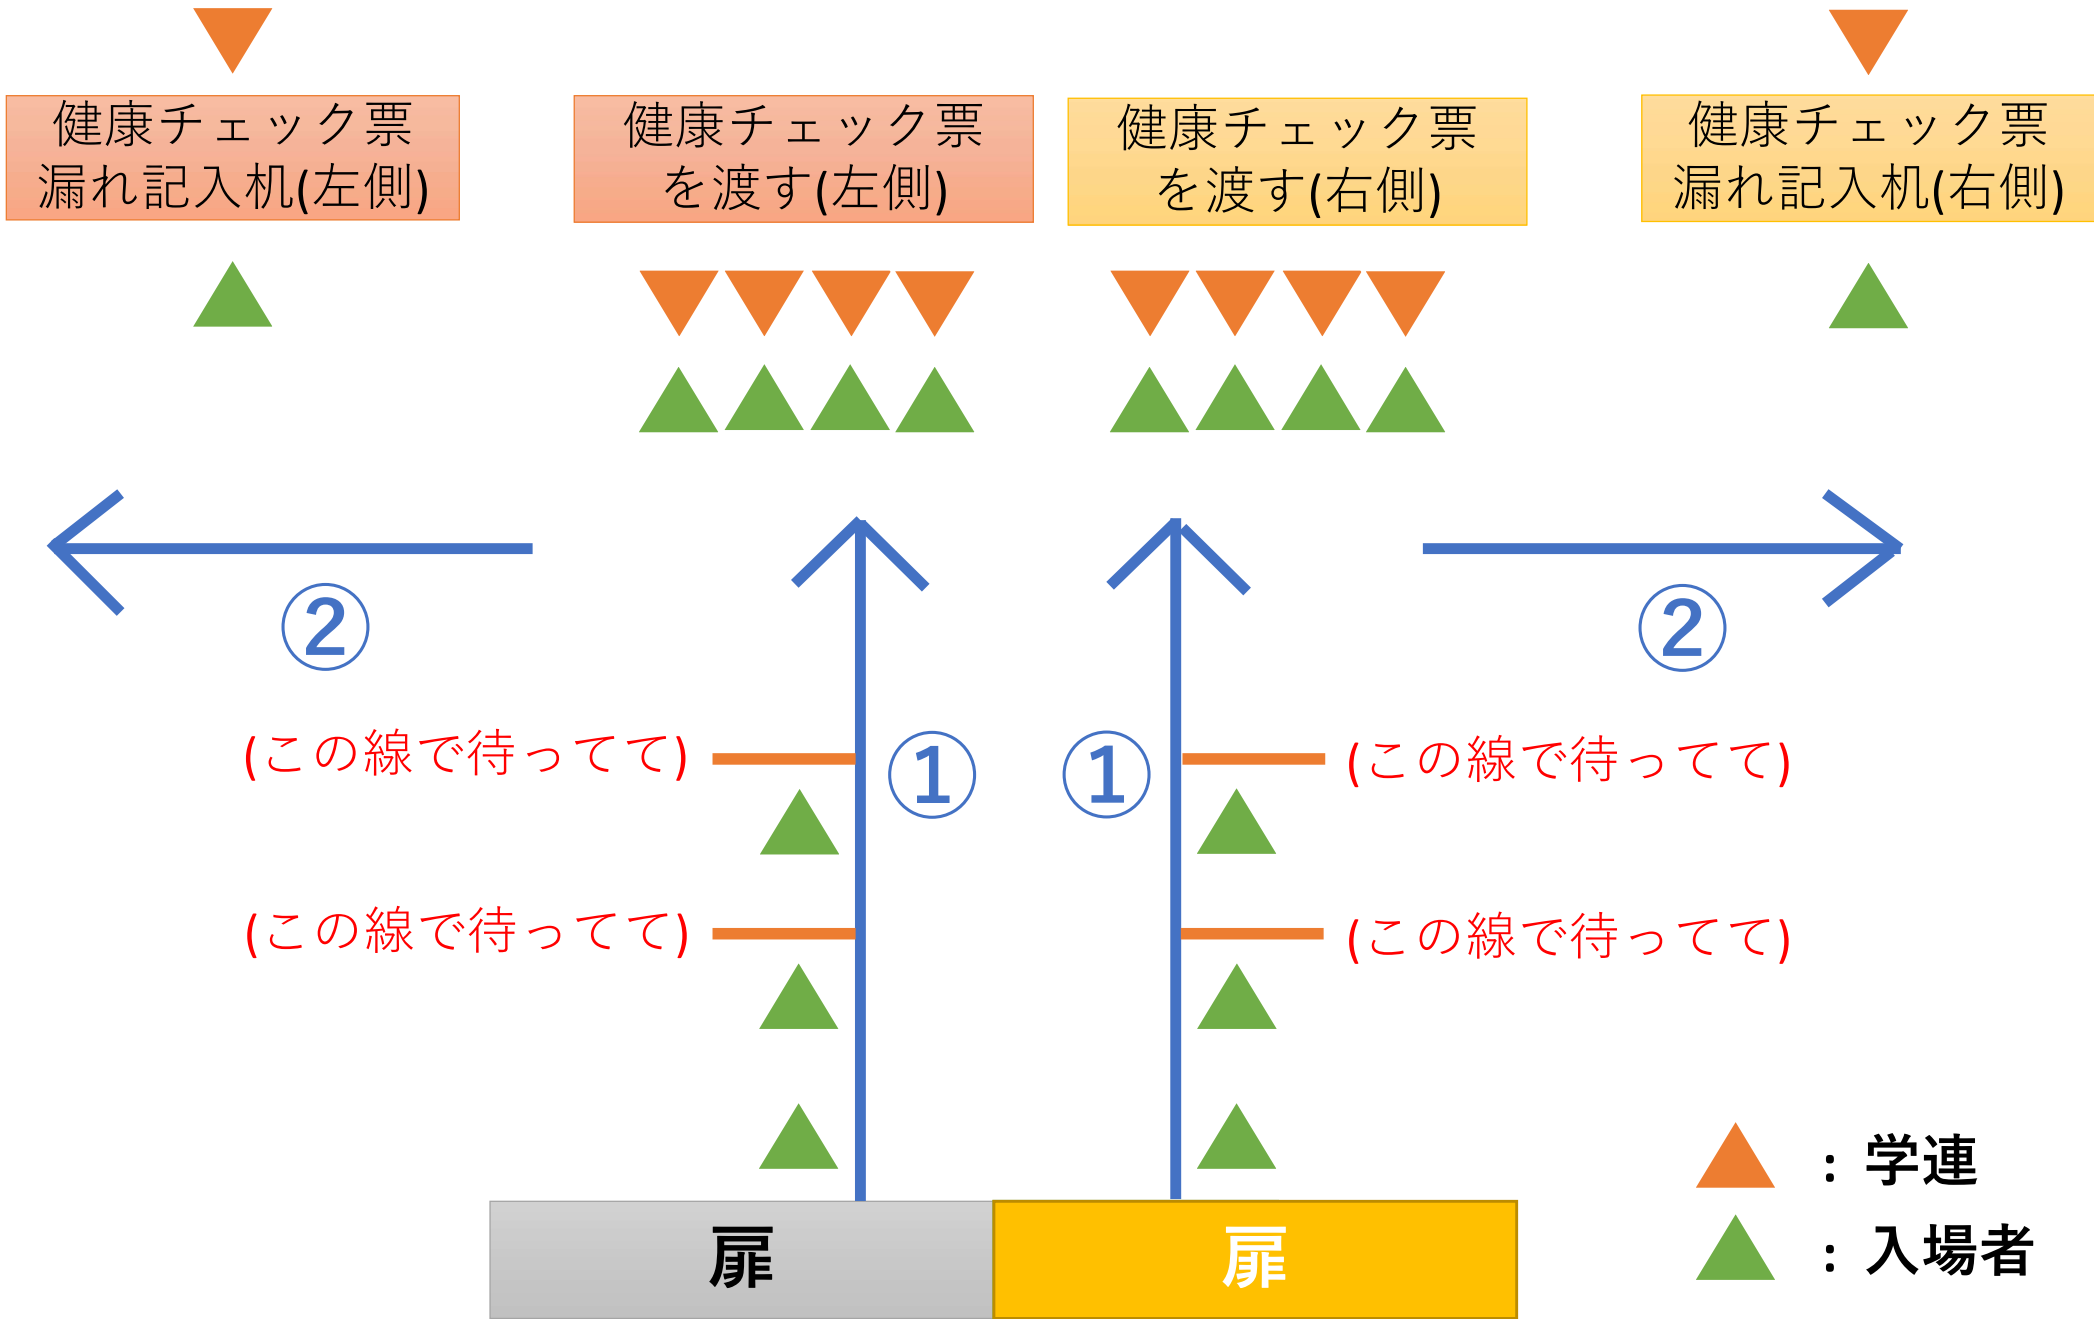 健康チェック票
漏れ記入机(左側)
健康チェック票
を渡す(左側)
健康チェック票
を渡す(右側)
健康チェック票
漏れ記入机(右側)
②
②
(この線で待ってて)
①
①
(この線で待ってて)
(この線で待ってて)
(この線で待ってて)
：学連
：入場者
扉
扉